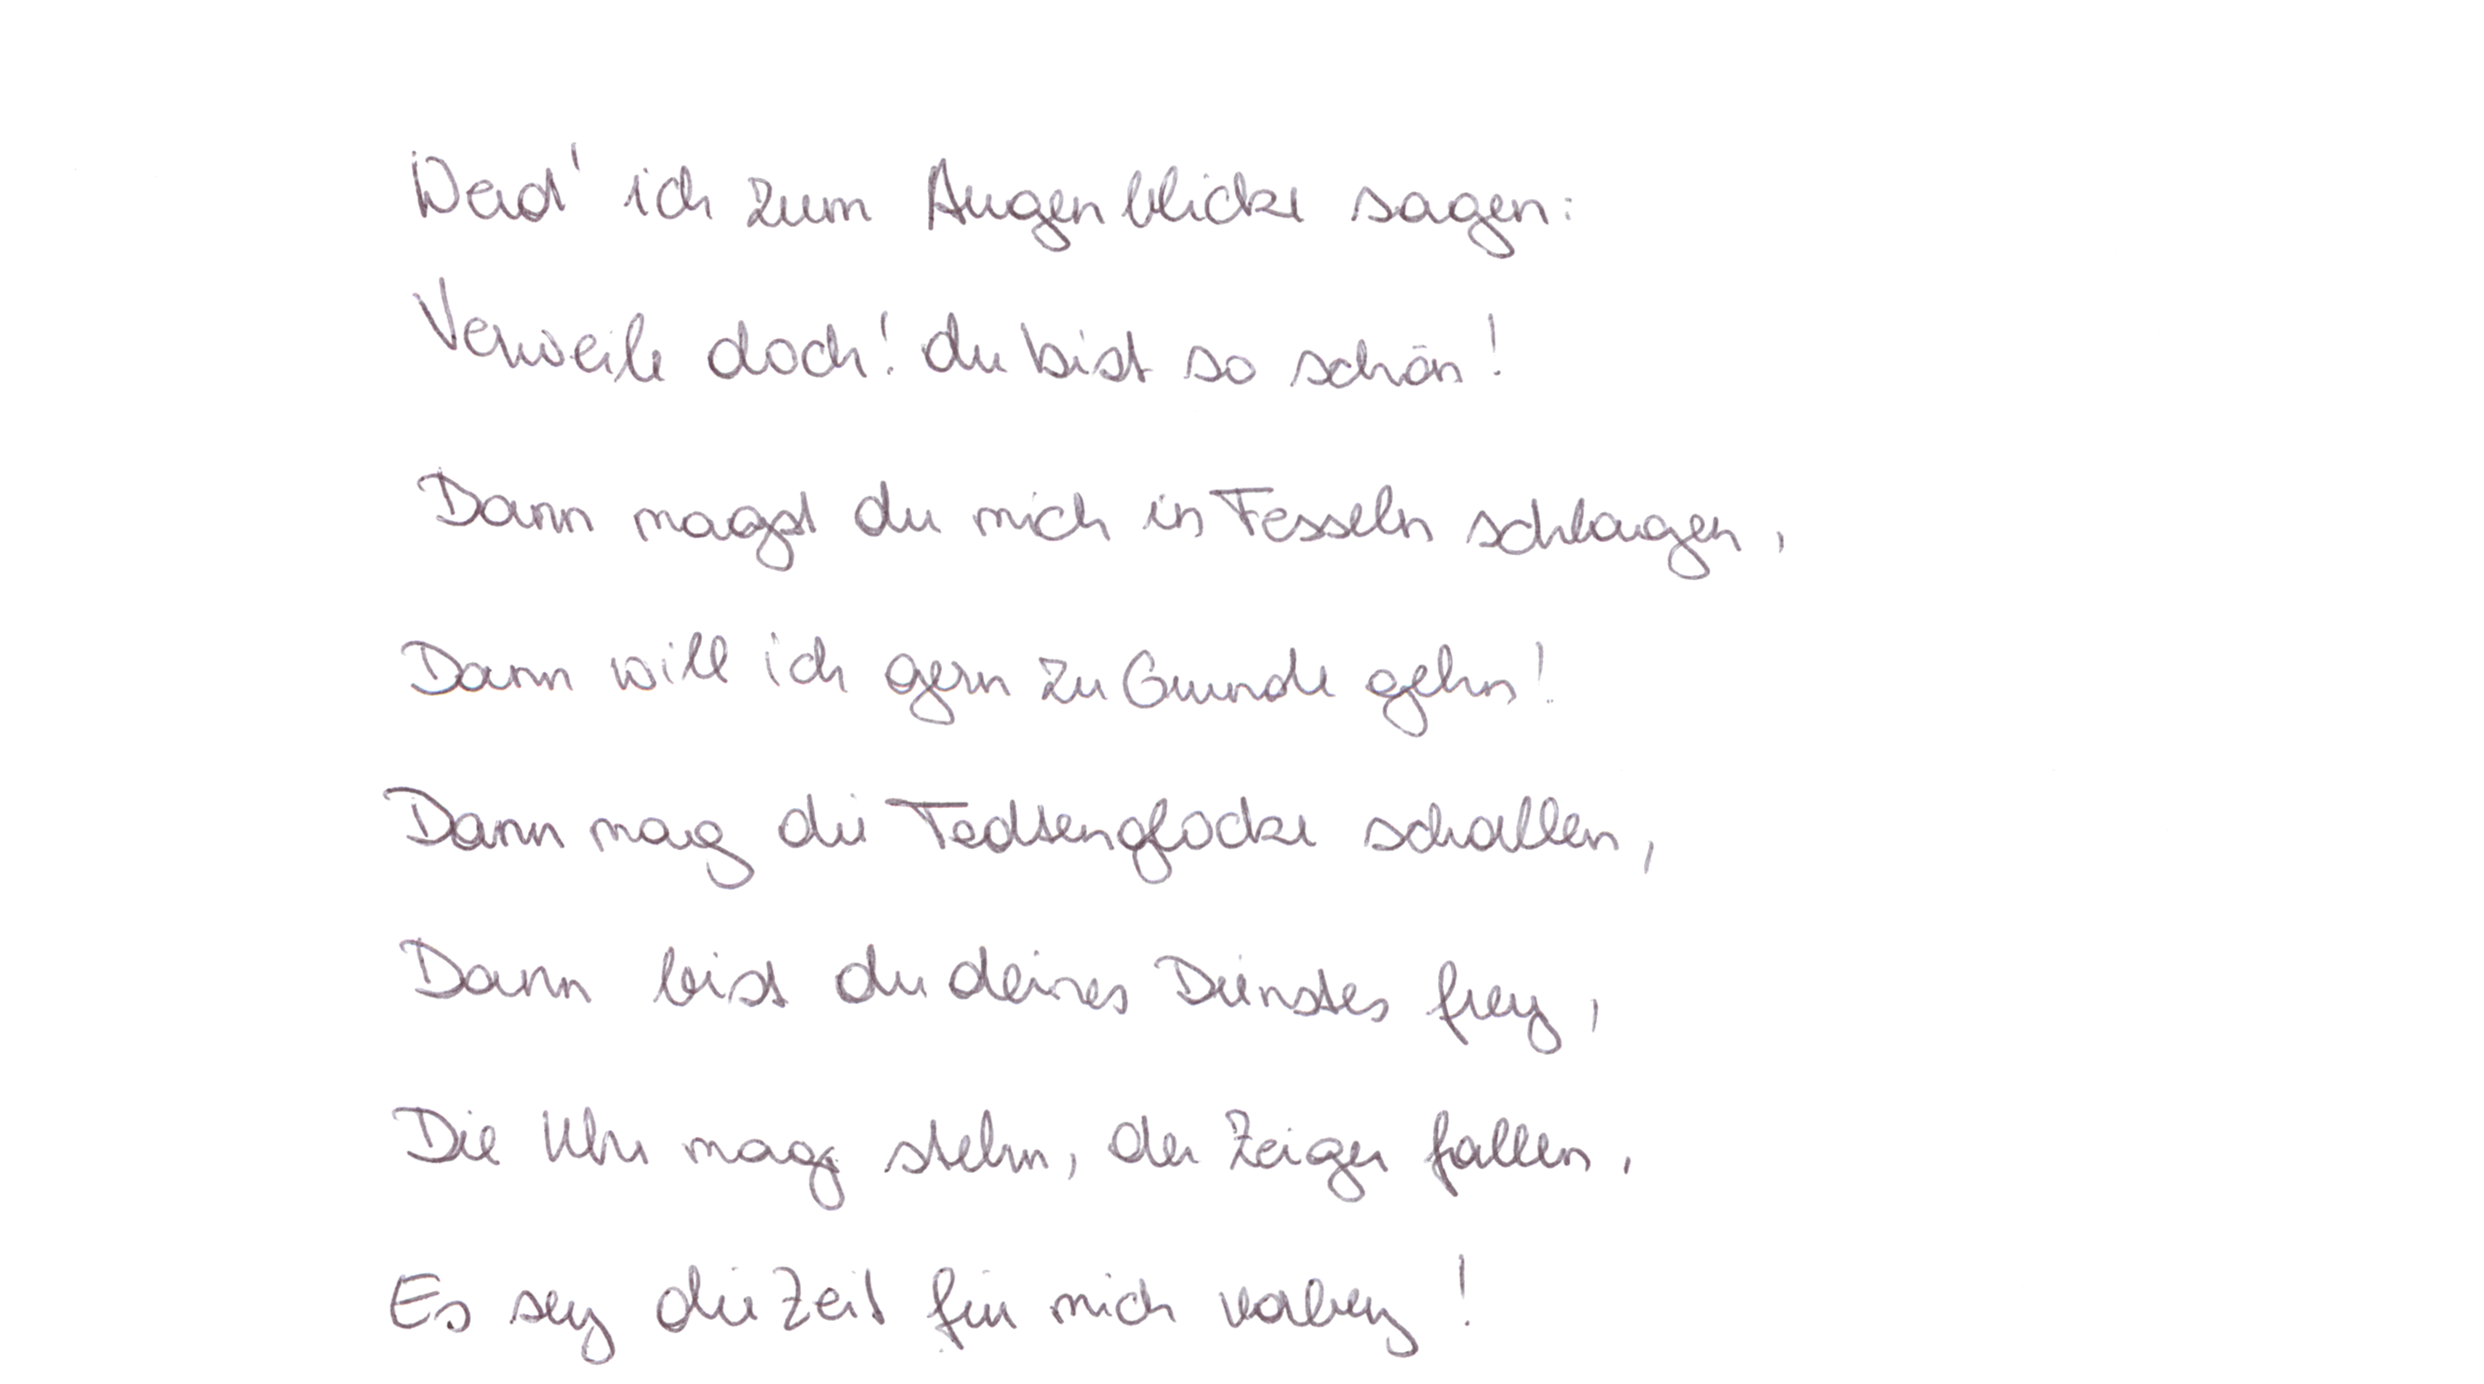 Werd' ich zum Augenblicke sagen:
Verweile doch! du bist so schön!
Dann magst du mich in Fesseln schlagen,
Dann will ich gern zu Grunde gehn!
Dann mag die Todtenglocke schallen,
Dann bist du deines Dienstes frey,
Die Uhr mag stehn, der Zeiger fallen,
Es sey die Zeit für mich vorbey!